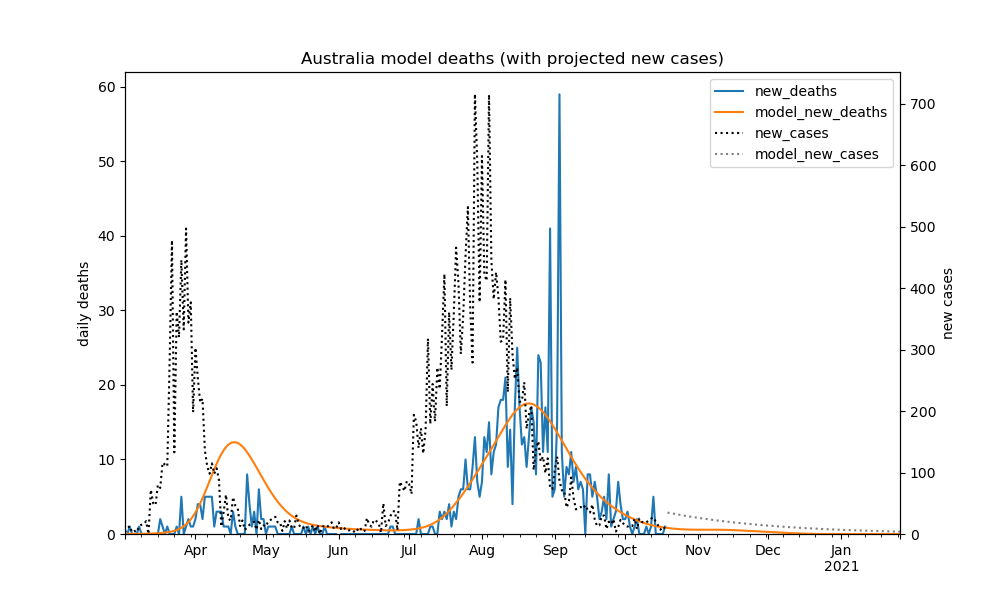 Australia model deaths (with projected new cases)
new_deaths
model_new_deaths
new_cases
model_new_cases
daily deaths
new cases
60
50
40
30
20
10
0
700
600
500
400
300
200
100
0
Apr May Jun Jul Aug Sep Oct Nov Dec Jan
2021